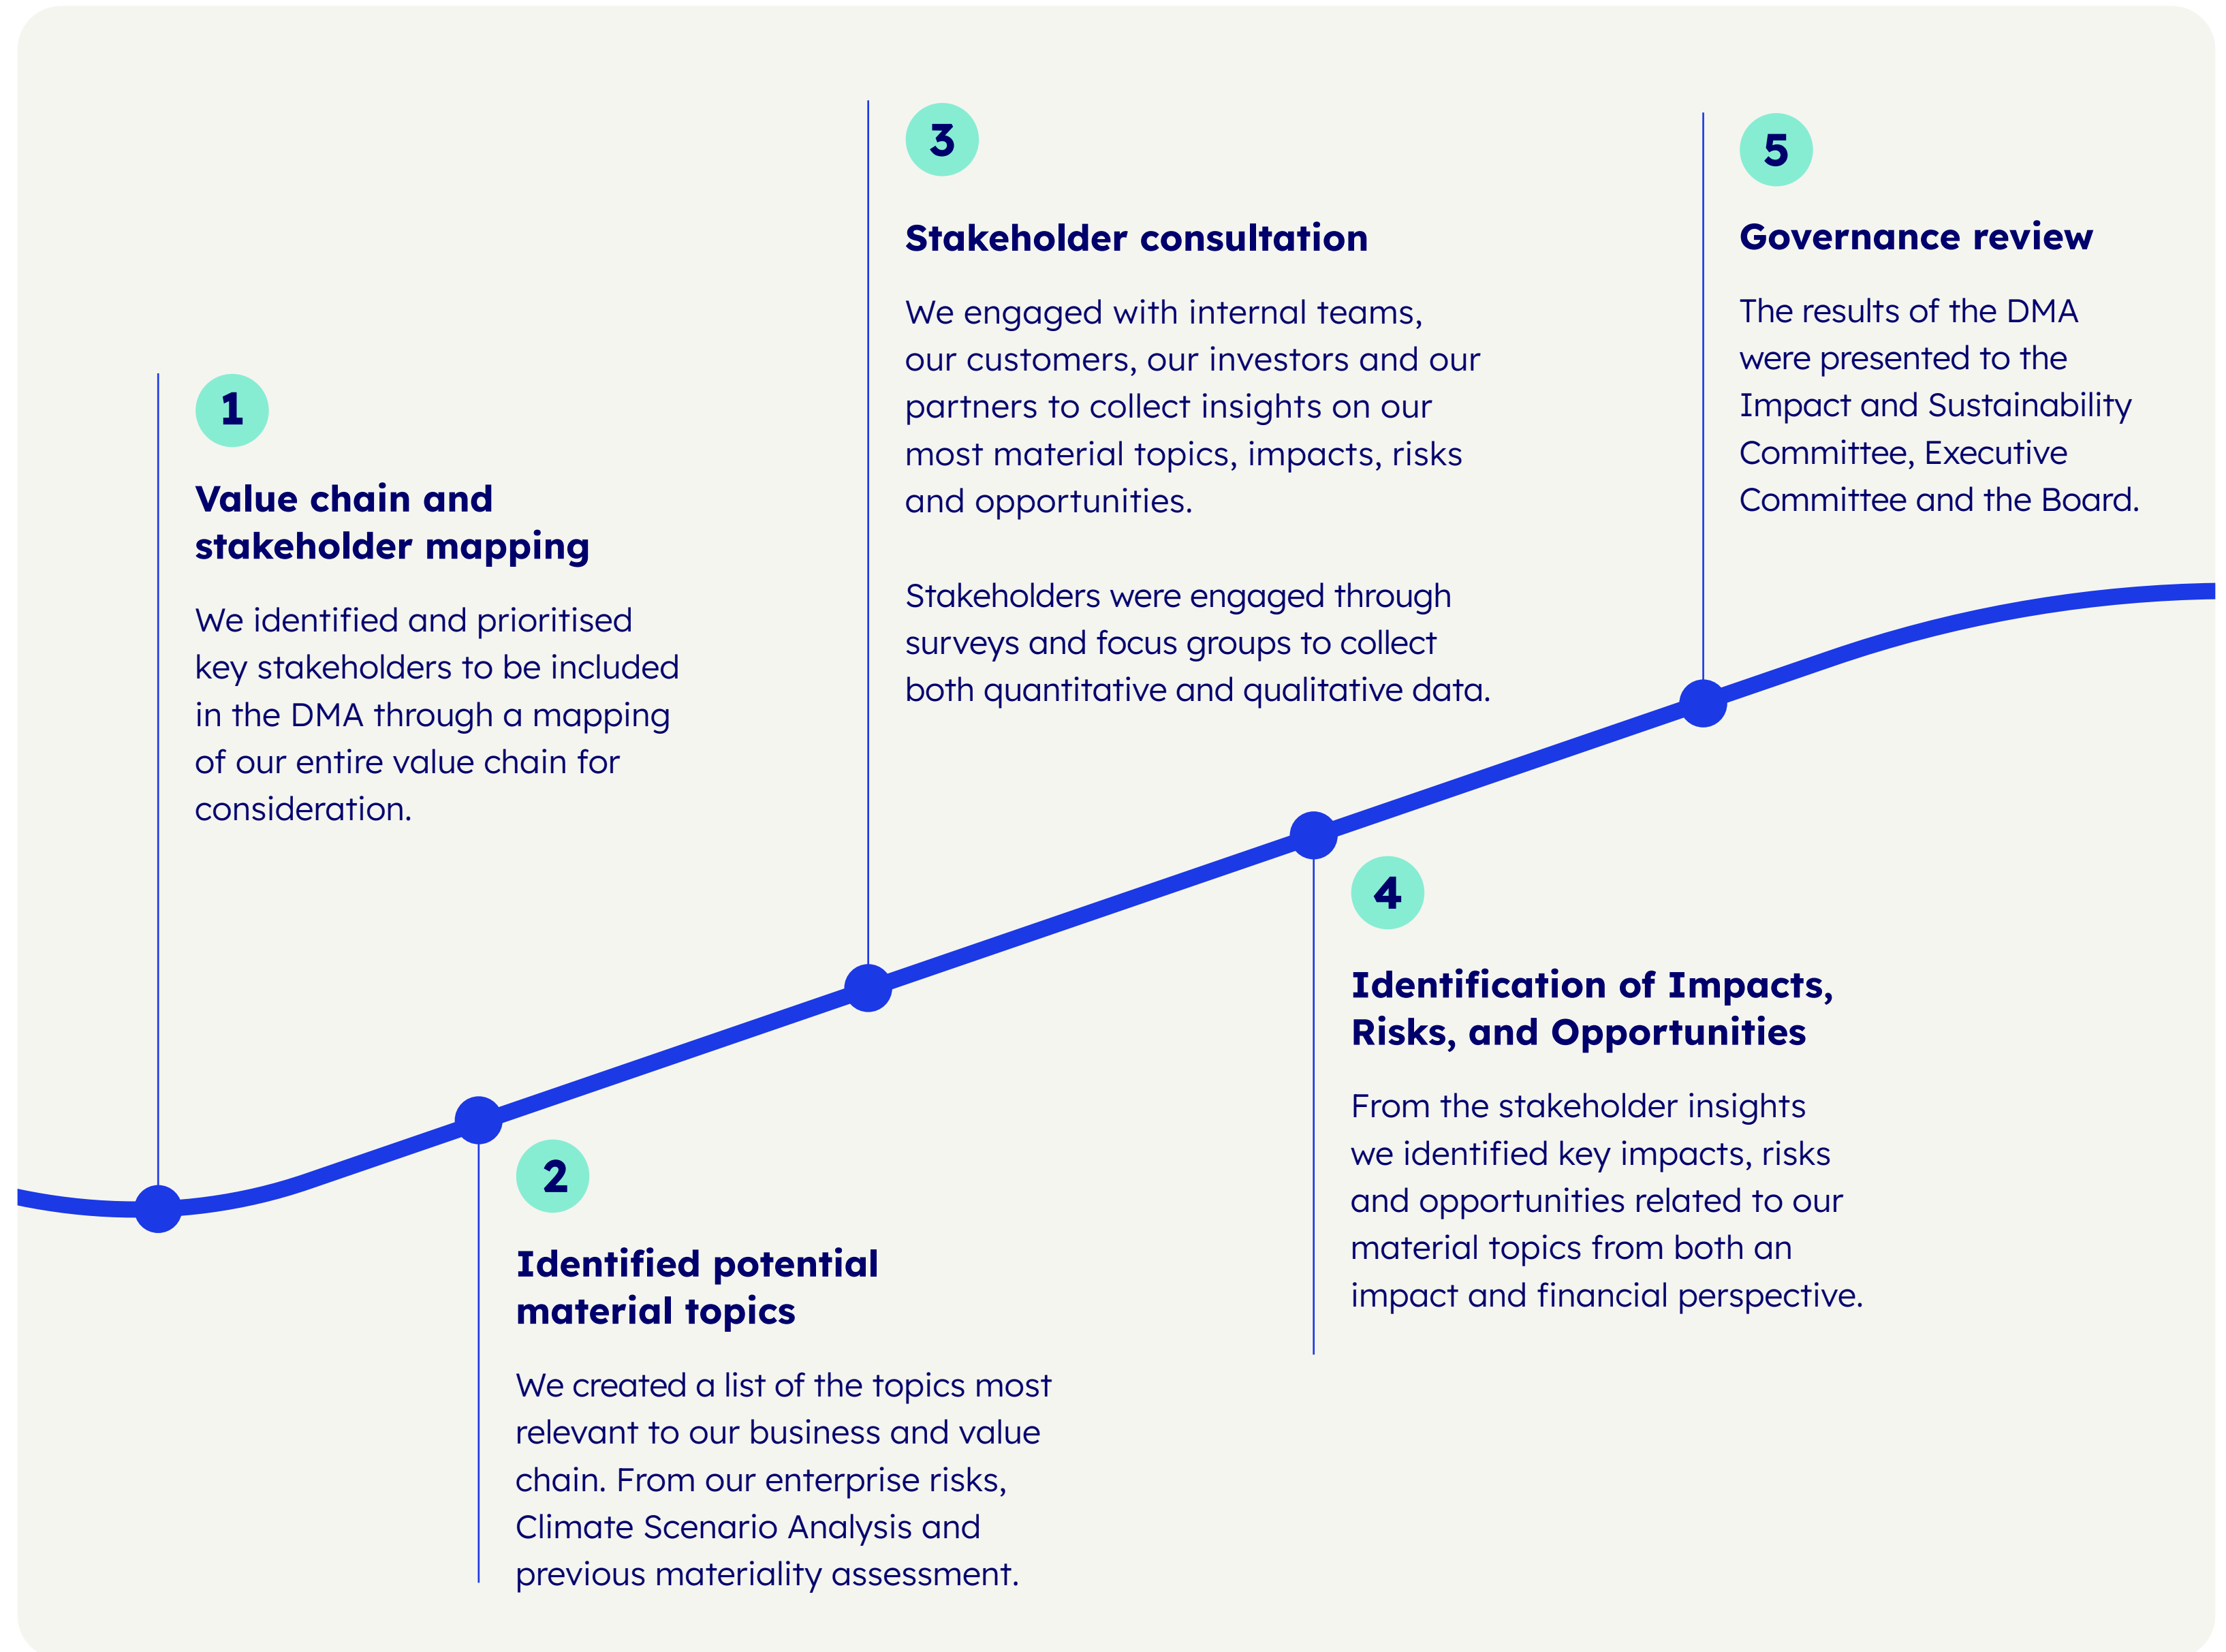 1
Value chain and
stakeholder mapping
We identified and prioritised
key stakeholders to be included
in the DMA through a mapping
of our entire value chain for
consideration.
2
Identified potential
material topics
We created a list of the topics most
relevant to our business and value
chain. From our enterprise risks,
Climate Scenario Analysis and
previous materiality assessment.
3
Stakeholder consultation
We engaged with internal teams,
our customers, our investors and our
partners to collect insights on our
most material topics, impacts, risks
and opportunities.
Stakeholders were engaged through
surveys and focus groups to collect
both quantitative and qualitative data.
4
Identification of Impacts,
Risks, and Opportunities
From the stakeholder insights
we identified key impacts, risks
and opportunities related to our
material topics from both an
impact and financial perspective.
5
Governance review
The results of the DMA
were presented to the
Impact and Sustainability
Committee, Executive
Committee and the Board.